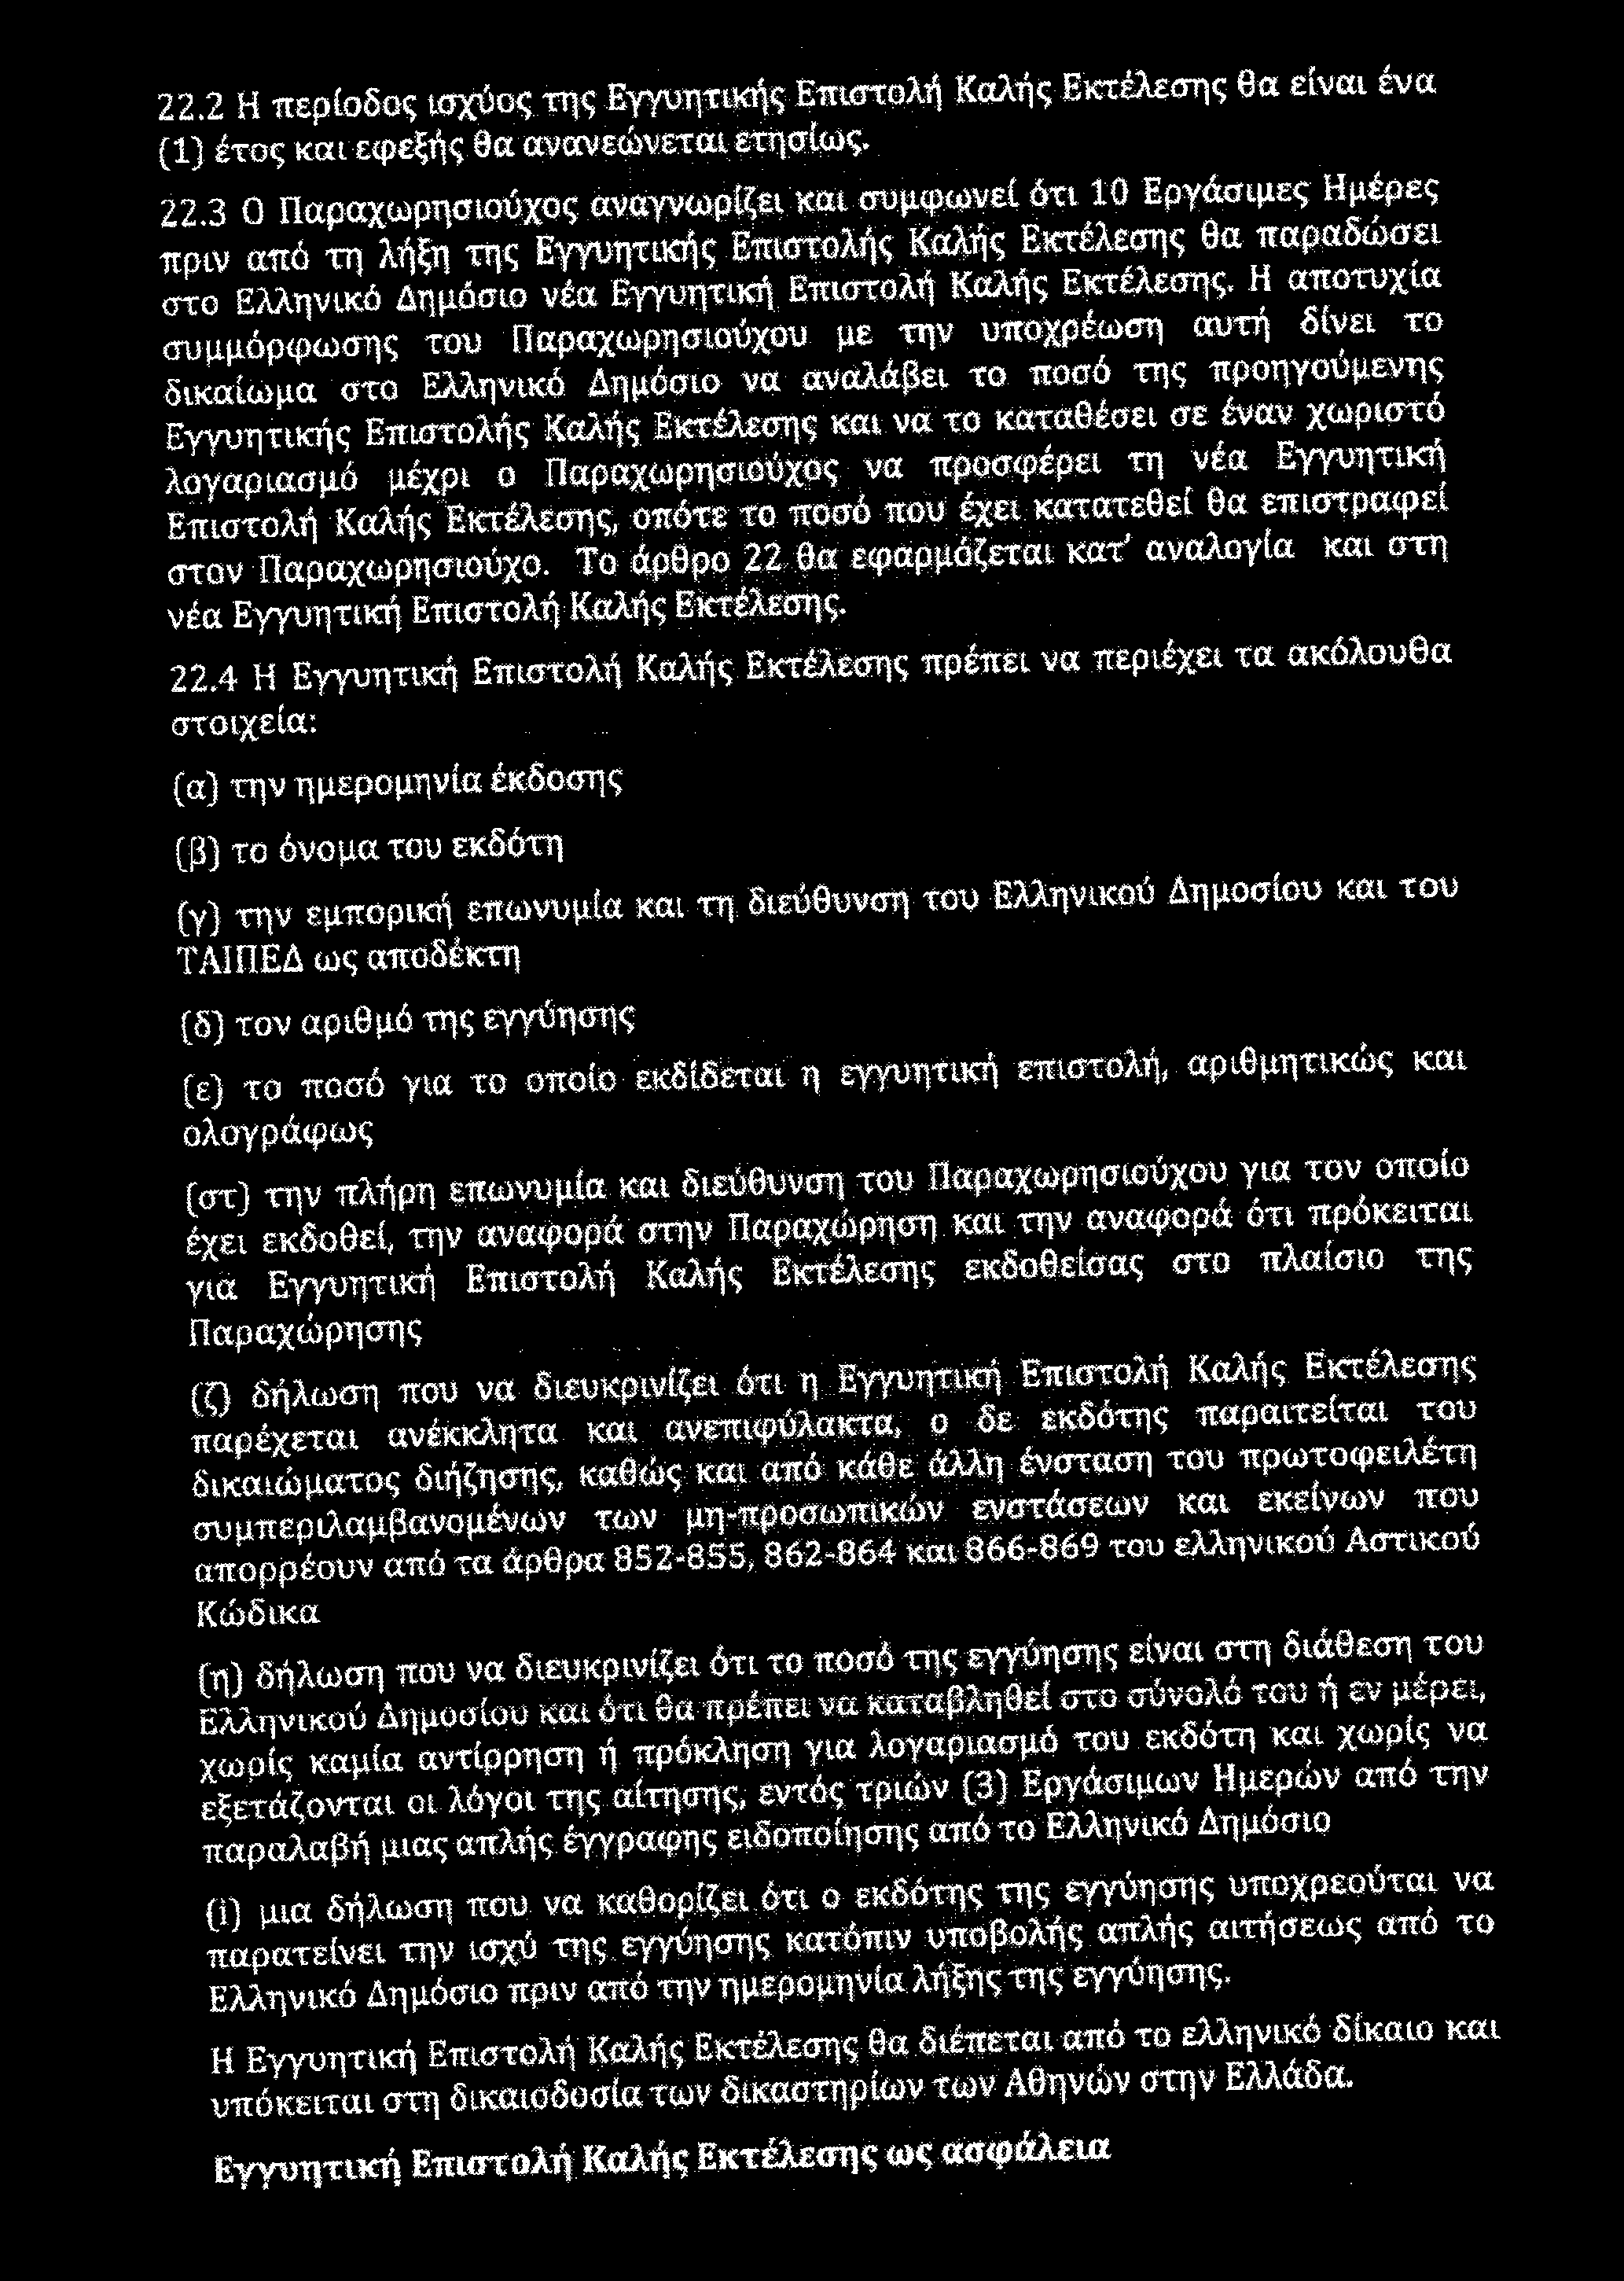 22.2 Η περίοδος ισχύος της Εγγυητικής Επιστολή Καλής Εκτέλεσης θα είναι ένα
(1) έτος και εφεξής θα ανανεώνεται ετησίως.
22.3 Ο Παραχωρησιούχος αναγνωρίζει και συμφωνεί ότι 10 Εργάσιμες Ημέρες
πριν από τη λήξη της Εγγυητικής Επιστολής Καλής Εκτέλεσης θα παραδώσει
στο Ελληνικό Δημόσιο νέα Εγγυητική Επιστολή Καλής Εκτέλεσης. Η αποτυχία
συμμόρφωσης του Παραχωρησιούχου με την υποχρέωση αυτή δίνει το
δικαίωμα στο Ελληνικό Δημόσιο να αναλάβει το ποσό της προηγούμενης
Εγγυητικής Επιστολής Καλής Εκτέλεσης και να το καταθέσει σε έναν χωριστό
λογαριασμό μέχρι ο Παραχωρησιούχος να προσφέρει τη νέα Εγγυητική
Επιστολή Καλής Εκτέλεσης, οπότε το ποσό που έχει κατατεθεί θα επιστραφεί
στον Παραχωρησιούχο. Το άρθρο 22 θα εφαρμόζεται κατ' αναλογία και στη
νέα Εγγυητική Επιστολή Καλής Εκτέλεσης.
22.4 Η Εγγυητική Επιστολή Καλής Εκτέλεσης πρέπει να περιέχει τα ακόλουθα
στοιχεία:
(α) την ημερομηνία έκδοσης
(β) το όνομα του εκδότη
(γ) την εμπορική επωνυμία και τη διεύθυνση του Ελληνικού Δημοσίου και του
ΤΑΙΠΕΔ ως αποδέκτη
(δ) τον αριθμό της εγγύησης
(ε) το ποσό για το οποίο εκδίδεται η εγγυητική επιστολή, αριθμητικώς και
ολογράφως
(στ) την πλήρη επωνυμία και διεύθυνση του Παραχωρησιούχου για τον οποίο
έχει εκδοθεί, την αναφορά στην Παραχώρηση και την αναφορά ότι πρόκειται
για Εγγυητική Επιστολή Καλής Εκτέλεσης εκδοθείσας στο πλαίσιο της
Παραχώρησης
(ζ) δήλωση που να διευκρινίζει ότι η Εγγυητική Επιστολή Καλής Εκτέλεσης
παρέχεται ανέκκλητα και ανεπιφύλακτα, ο δε εκδότης παραιτείται του
δικαιώματος διήζησης, καθώς και από κάθε άλλη ένσταση του πρωτοφειλέτη
συμπεριλαμβανομένων των μη-προσωπικών ενστάσεων και εκείνων που
απορρέουν από τα άρθρα 852-855, 862-864 και 866-869 του ελληνικού Αστικού
Κώδικα
(η) δήλωση που να διευκρινίζει ότι το ποσό της εγγύησης είναι στη διάθεση του
Ελληνικού Δημοσίου και ότι θα πρέπει να καταβληθεί στο σύνολό του ή εν μέρει,
χωρίς καμία αντίρρηση ή πρόκληση για λογαριασμό του εκδότη και χωρίς να
εξετάζονται οι λόγοι της αίτησης, εντός τριών (3) Εργάσιμων Ημερών από την
παραλαβή μιας απλής έγγραφης ειδοποίησης από το Ελληνικό Δημόσιο
(i) μια δήλωση που να καθορίζει ότι ο εκδότης της εγγύησης υποχρεούται να
παρατείνει την ισχύ της εγγύησης κατόπιν υποβολής απλής αιτήσεως από το
Ελληνικό Δημόσιο πριν από την ημερομηνία λήξης της εγγύησης.
Η Εγγυητική Επιστολή Καλής Εκτέλεσης θα διέπεται από το ελληνικό δίκαιο και
υπόκειται στη δικαιοδοσία των δικαστηρίων των Αθηνών στην Ελλάδα.
Εγγυητική Επιστολή Καλής Εκτέλεσης ως ασφάλεια